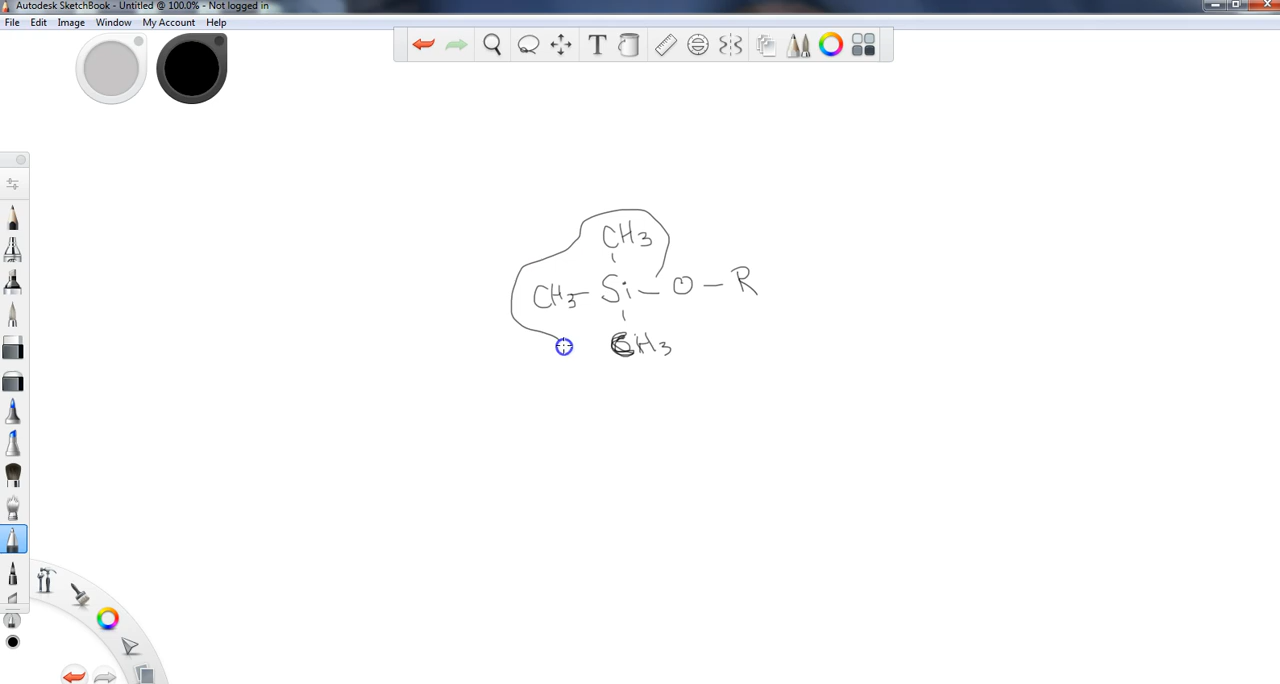 Autodesk SketchBook - Untitled @ 100.0% - Not logged in
File Edit Image Window My Account Help
T
CH3
CH3 - Si - O - R
CH3